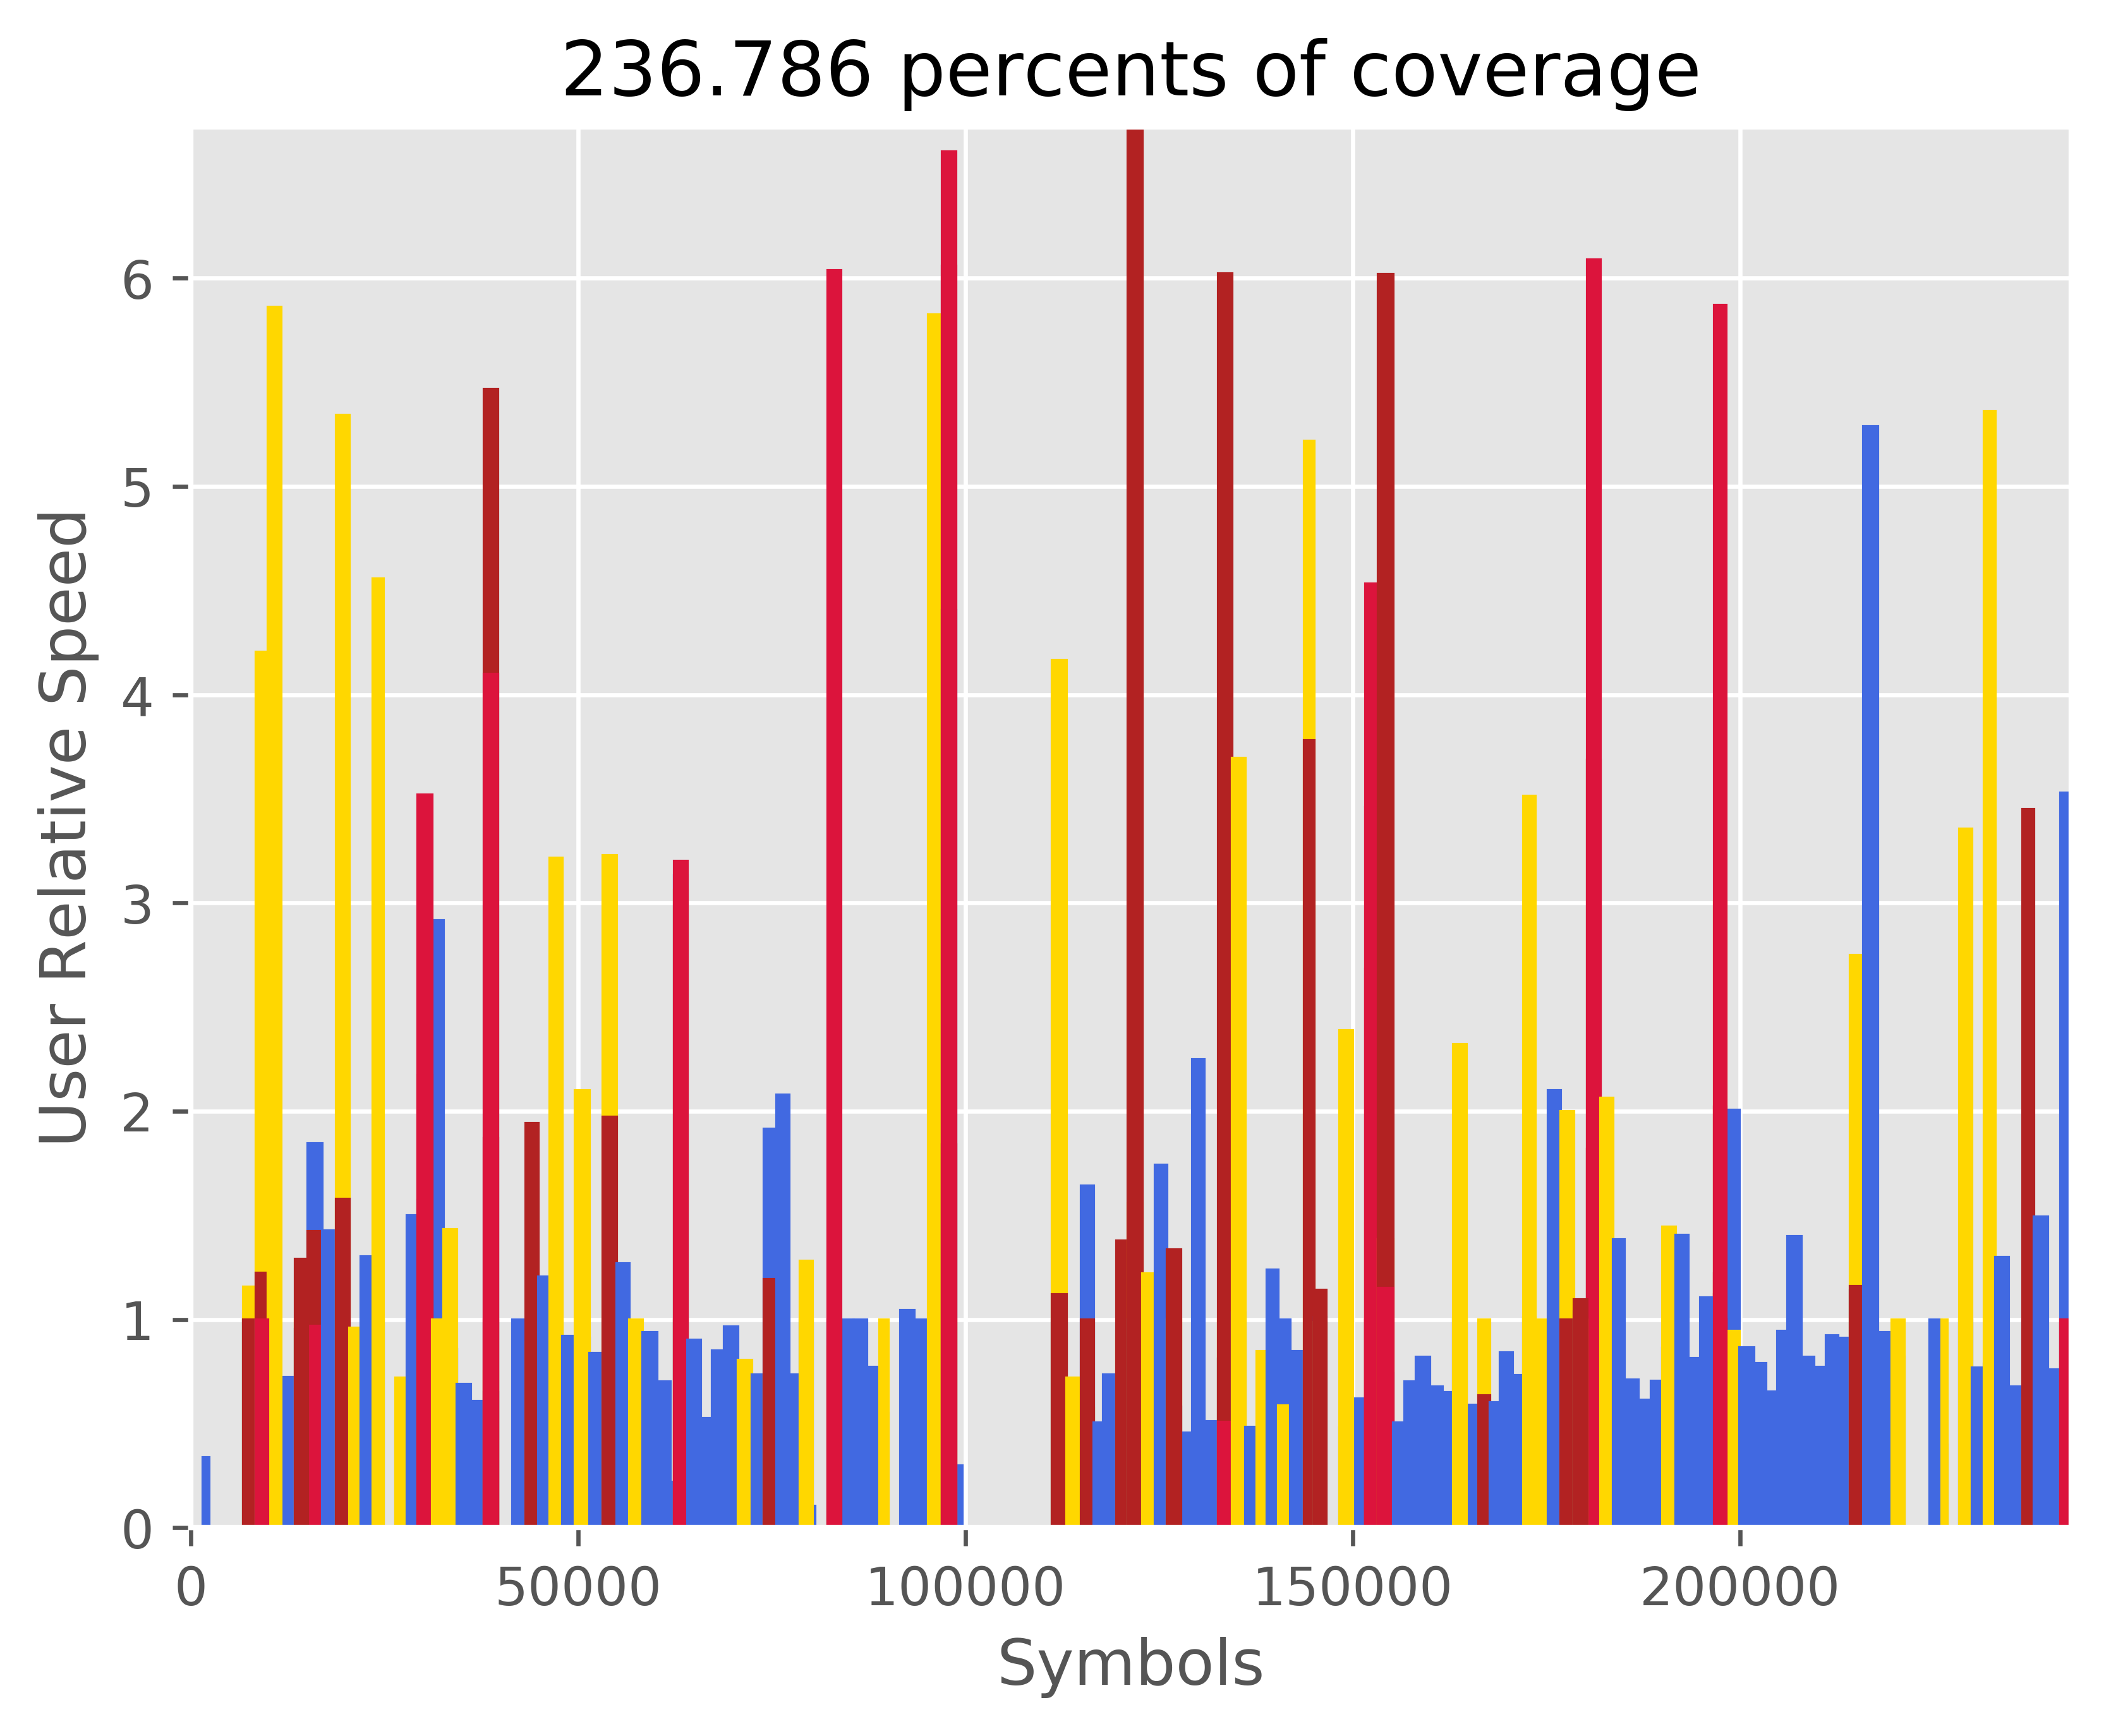 236.786 percents of coverage
User Relative Speed
6
5
4
3
2
1
0
0 50000 100000 150000 200000
Symbols